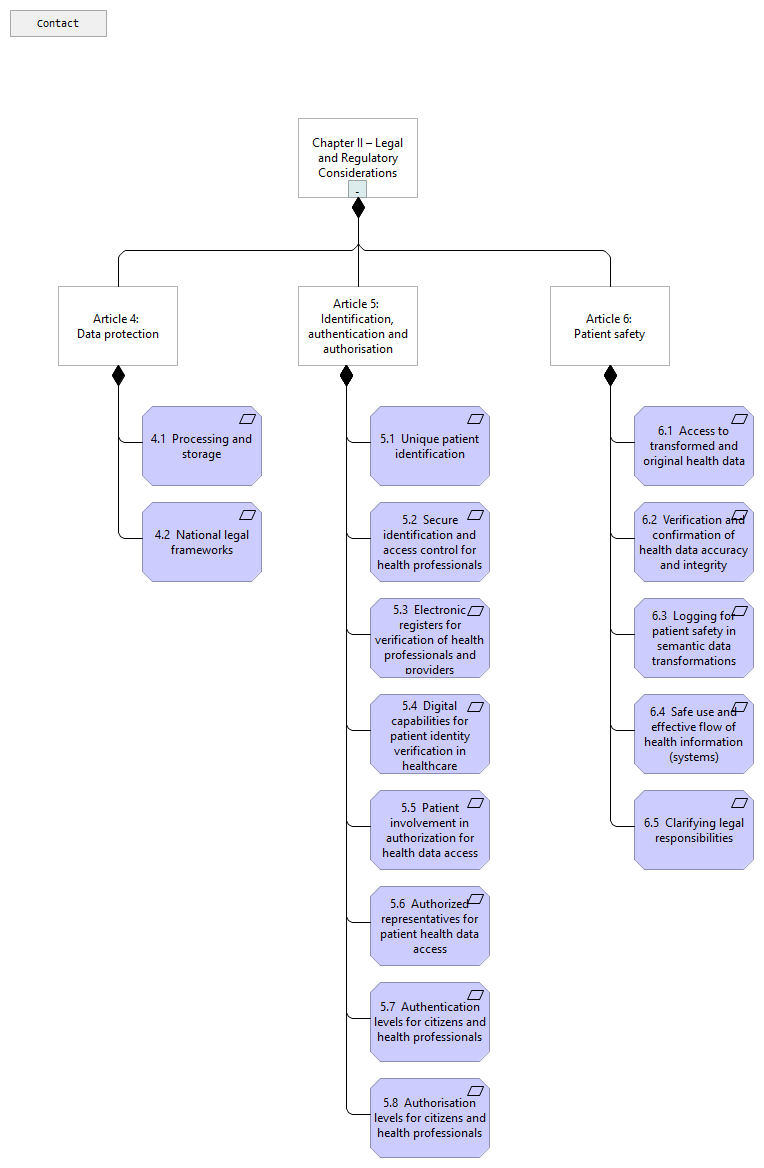 Contact
Chapter II – Legal
and Regulatory
Considerations
-
Article 4:
Data protection
Article 5:
Identification,
authentication and
authorisation
Article 6:
Patient safety
4.1 Processing and
storage
4.2 National legal
frameworks
5.1 Unique patient
identification
5.2 Secure
identification and
access control for
health professionals
5.3 Electronic
registers for
verification of health
professionals and
providers
5.4 Digital
capabilities for
patient identity
verification in
healthcare
5.5 Patient
involvement in
authorization for
health data access
5.6 Authorized
representatives for
patient health data
access
5.7 Authentication
levels for citizens and
health professionals
5.8 Authorisation
levels for citizens and
health professionals
6.1 Access to
transformed and
original health data
6.2 Verification and
confirmation of
health data accuracy
and integrity
6.3 Logging for
patient safety in
semantic data
transformations
6.4 Safe use and
effective flow of
health information
(systems)
6.5 Clarifying legal
responsibilities